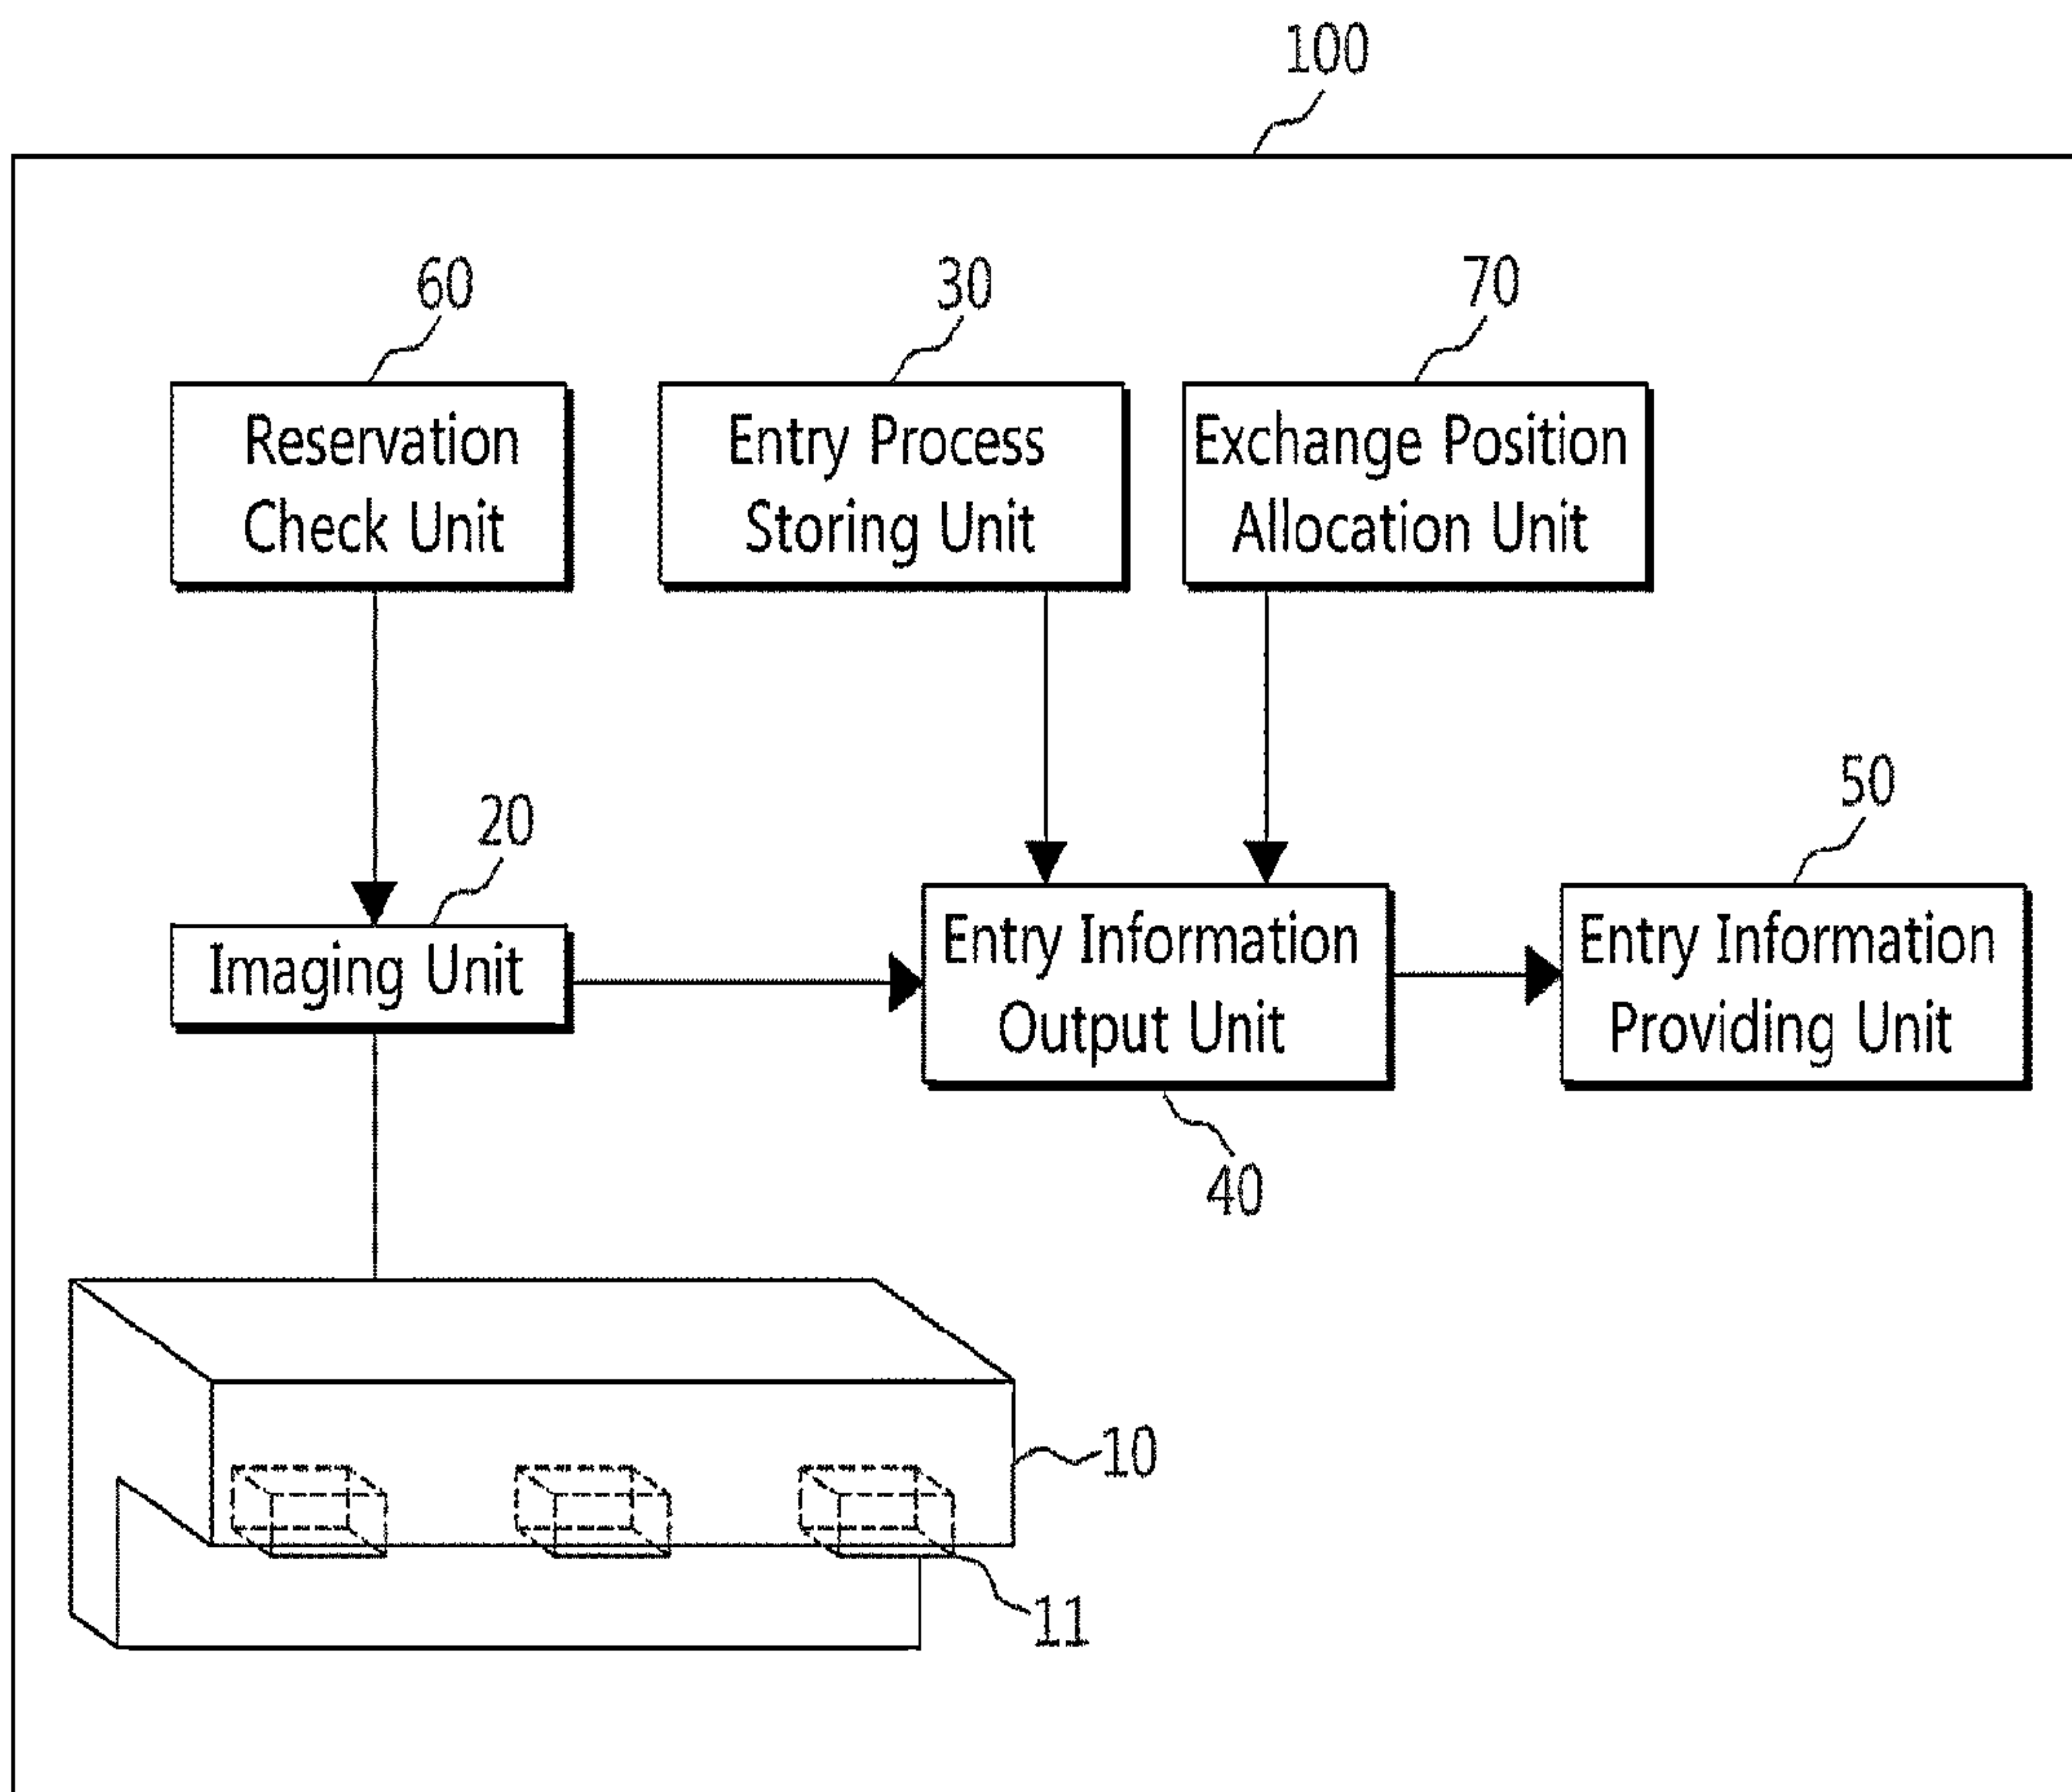 100
60
30
70
Reservation
Check Unit
Entry Process
Storing Unit
Exchange Position
Allocation Unit
20
50
Imaging Unit
Entry Information
Output Unit
Entry Information
Providing Unit
40
10
11